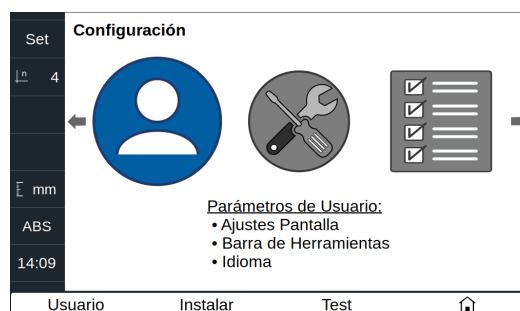 Set
Configuración
n 4
mm
ABS
14:09
Parámetros de Usuario:
• Ajustes Pantalla
• Barra de Herramientas
• Idioma
Usuario Instalar Test